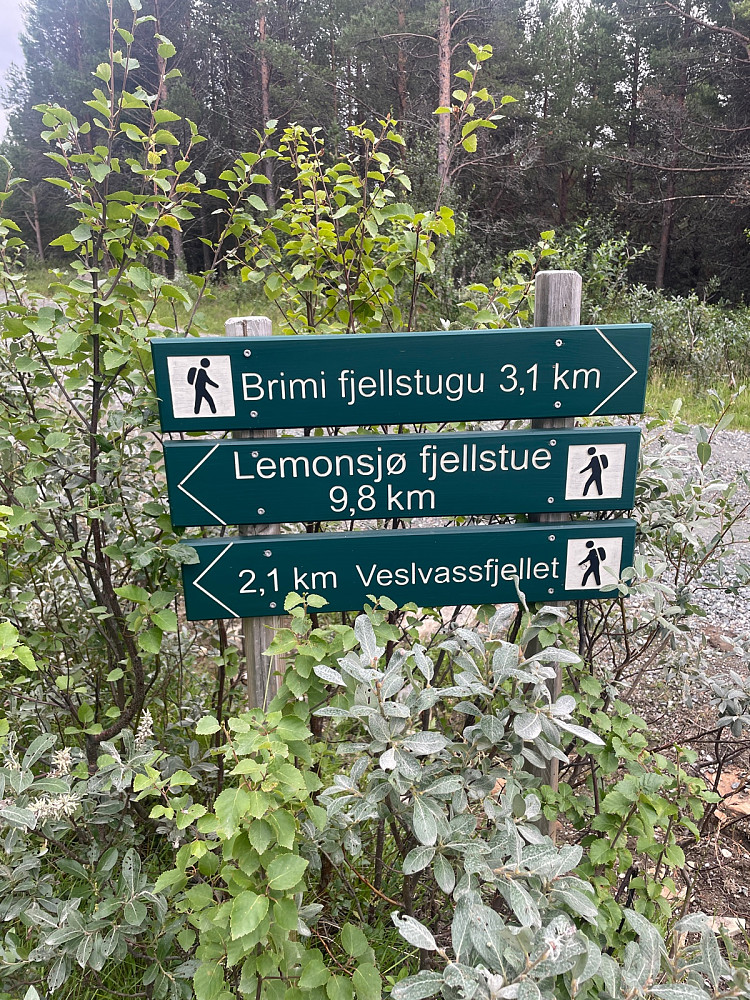 Brimi fjellstugu 3,1 km
Lemonsjø fjellstue
9,8 km
2,1 km Veslvassfjellet